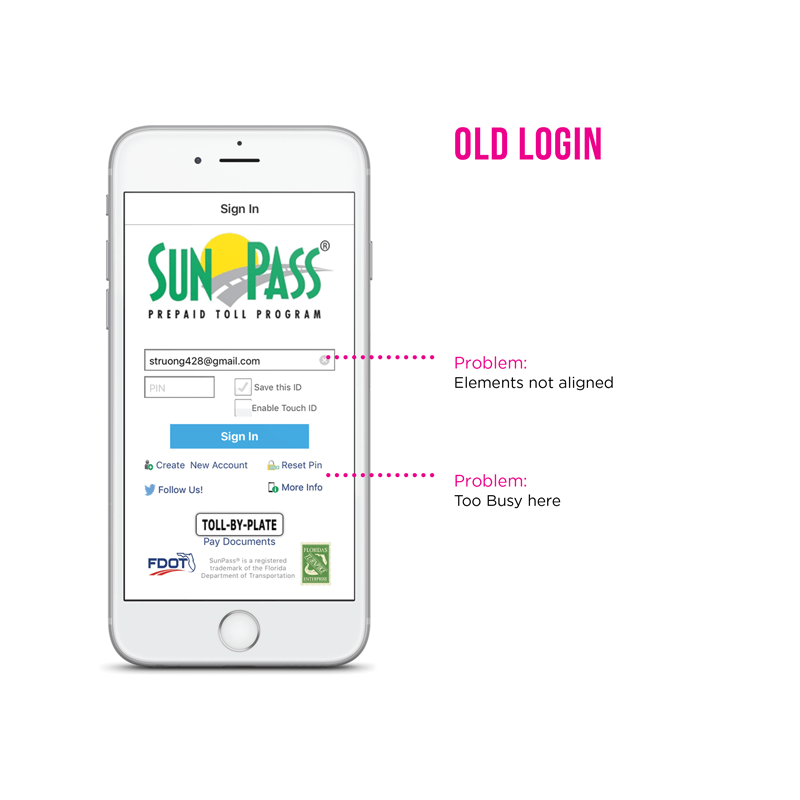 OLD LOGIN
Sign In
SUNPASS®
PREPAID TOLL PROGRAM
struong428@gmail.com
PIN
Save this ID
Enable Touch ID
Sign In
Create New Account
Reset Pin
Follow Us!
More Info
TOLL-BY-PLATE
Pay Documents
FDOT
SunPass® is a registered
trademark of the Florida
Department of Transportation
FLORIDA'S
TURNPIKE
ENTERPRISE
Problem:
Elements not aligned
Problem:
Too Busy here